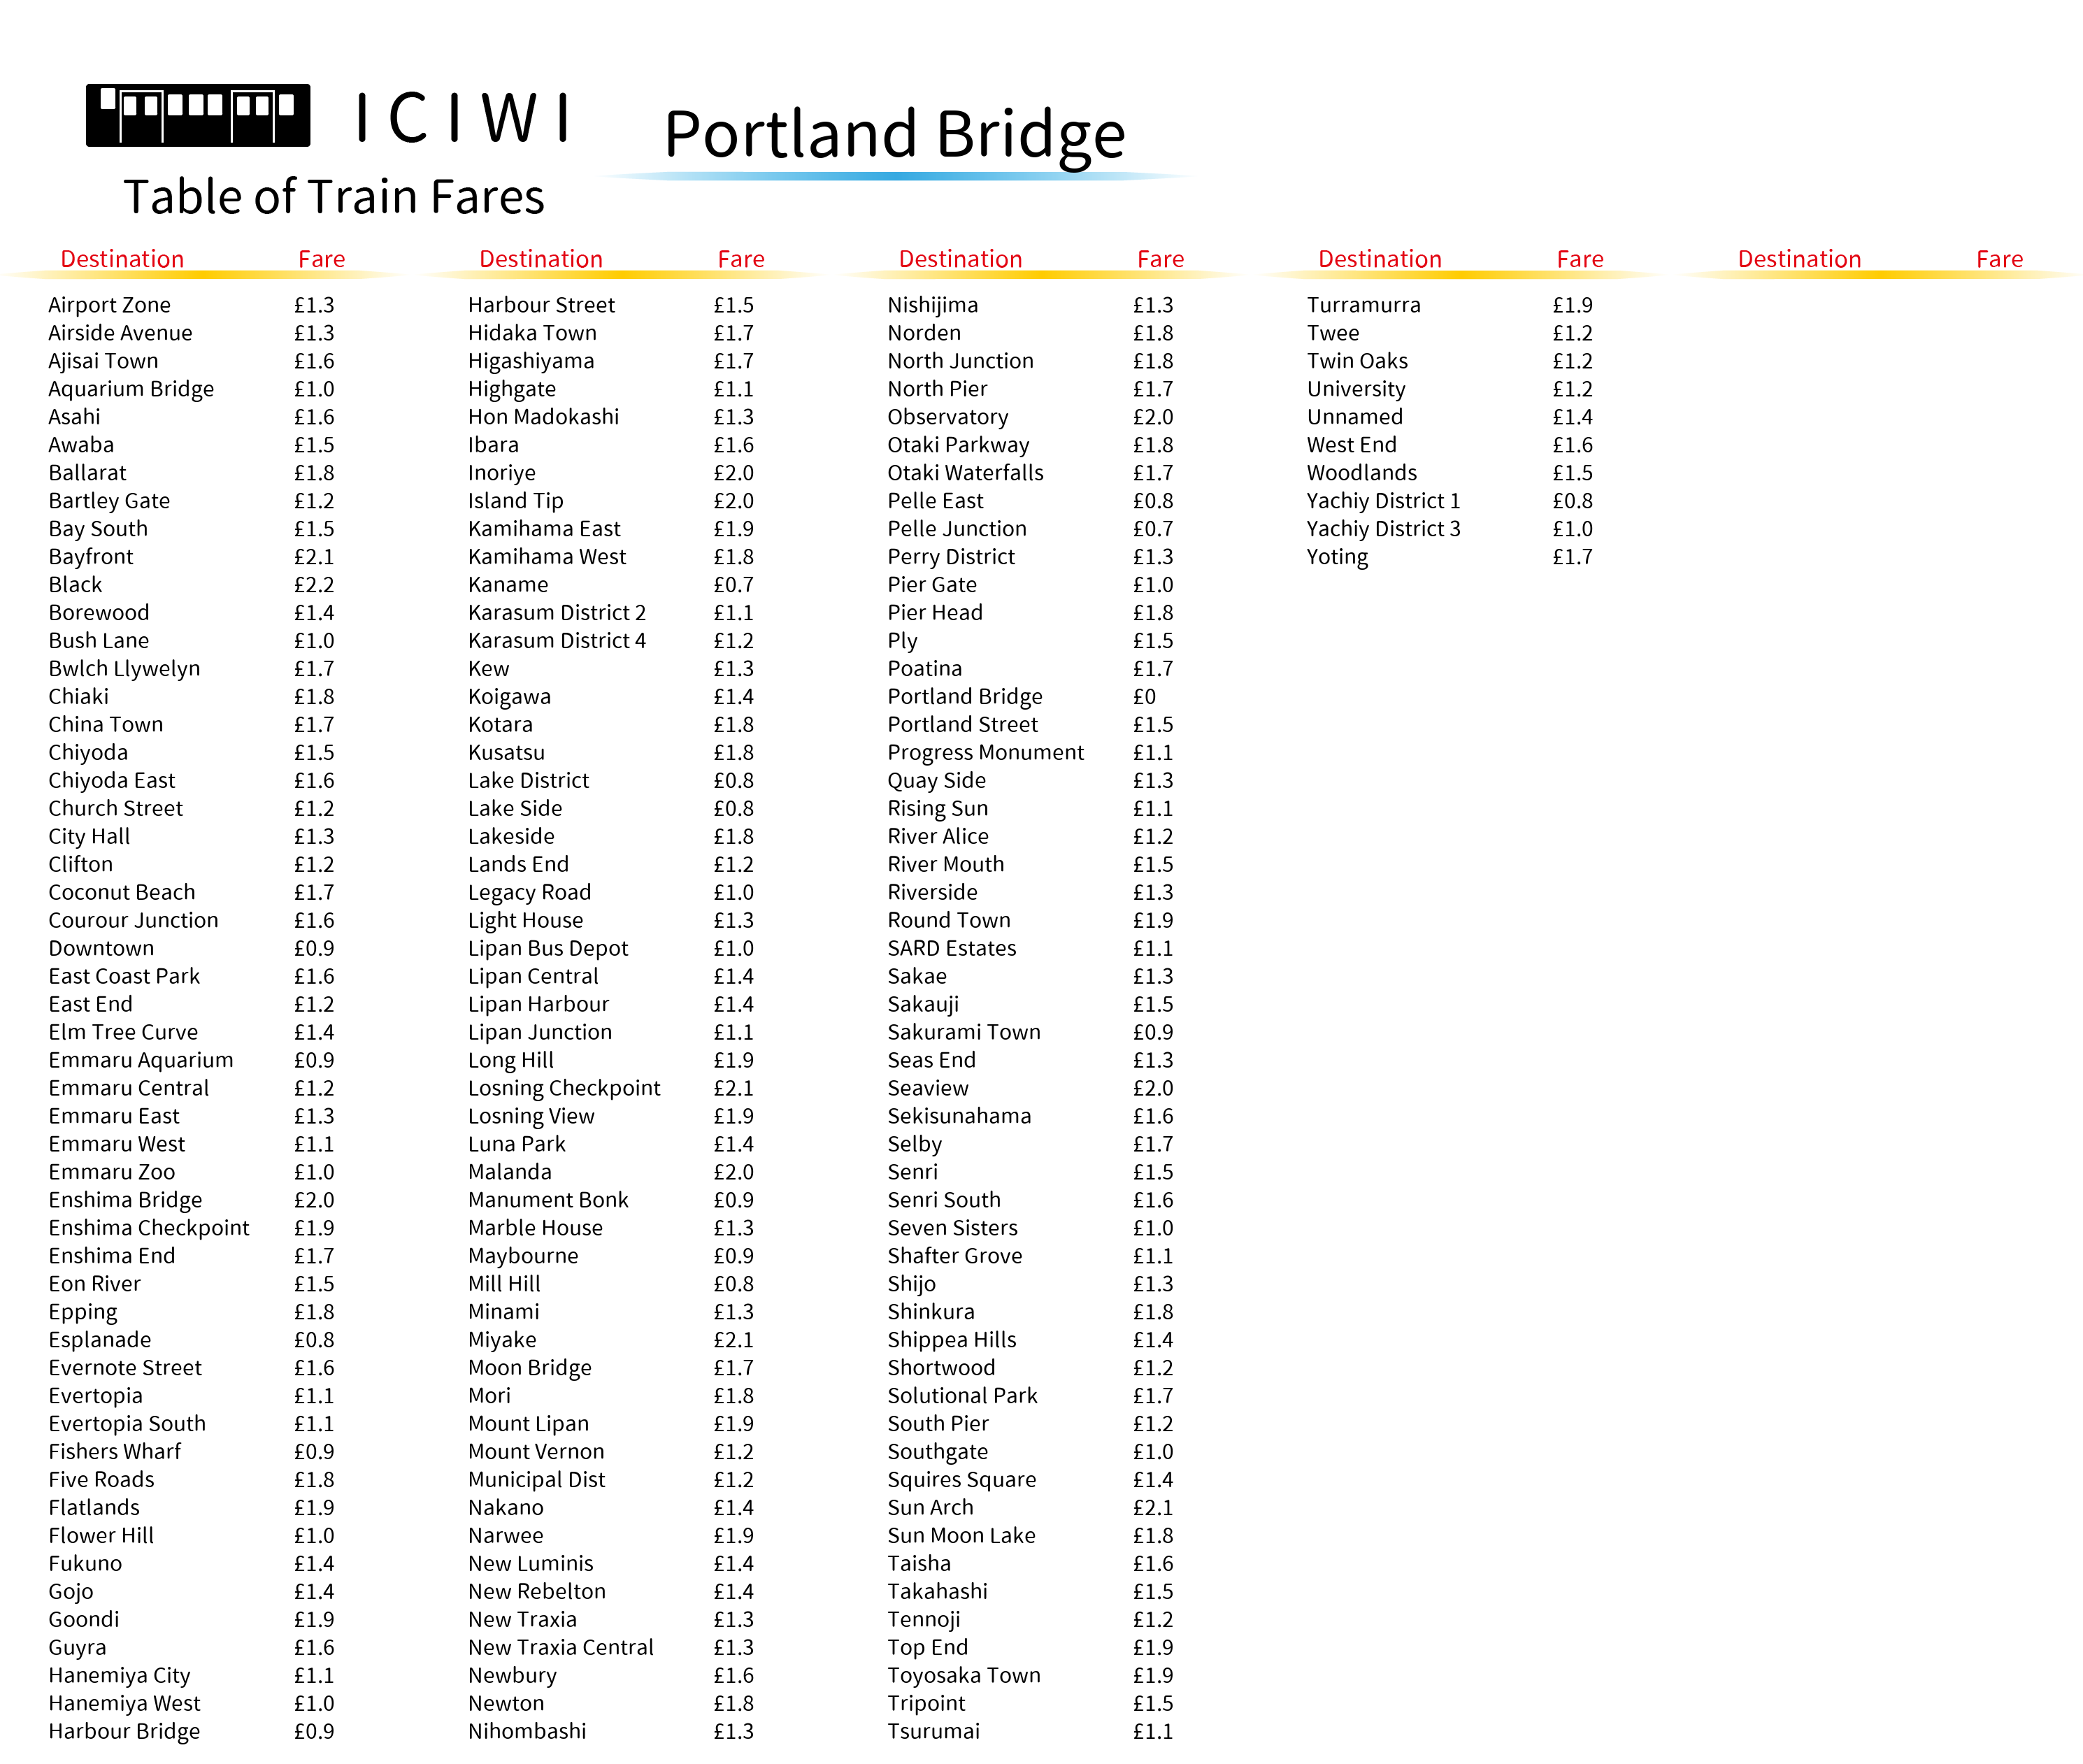 ICIWI
Portland Bridge
Table of Train Fares
Destination Fare
Airport Zone £1.3
Airside Avenue £1.3
Ajisai Town £1.6
Aquarium Bridge £1.0
Asahi £1.6
Awaba £1.5
Ballarat £1.8
Bartley Gate £1.2
Bay South £1.5
Bayfront £2.1
Black £2.2
Borewood £1.4
Bush Lane £1.0
Bwlch Llywelyn £1.7
Chiaki £1.8
China Town £1.7
Chiyoda £1.5
Chiyoda East £1.6
Church Street £1.2
City Hall £1.3
Clifton £1.2
Coconut Beach £1.7
Courour Junction £1.6
Downtown £0.9
East Coast Park £1.6
East End £1.2
Elm Tree Curve £1.4
Emmaru Aquarium £0.9
Emmaru Central £1.2
Emmaru East £1.3
Emmaru West £1.1
Emmaru Zoo £1.0
Enshima Bridge £2.0
Enshima Checkpoint £1.9
Enshima End £1.7
Eon River £1.5
Epping £1.8
Esplanade £0.8
Evernote Street £1.6
Evertopia £1.1
Evertopia South £1.1
Fishers Wharf £0.9
Five Roads £1.8
Flatlands £1.9
Flower Hill £1.0
Fukuno £1.4
Gojo £1.4
Goondi £1.9
Guyra £1.6
Hanemiya City £1.1
Hanemiya West £1.0
Harbour Bridge £0.9
Destination Fare
Harbour Street £1.5
Hidaka Town £1.7
Higashiyama £1.7
Highgate £1.1
Hon Madokashi £1.3
Ibara £1.6
Inoriye £2.0
Island Tip £2.0
Kamihama East £1.9
Kamihama West £1.8
Kaname £0.7
Karasum District 2 £1.1
Karasum District 4 £1.2
Kew £1.3
Koigawa £1.4
Kotara £1.8
Kusatsu £1.8
Lake District £0.8
Lake Side £0.8
Lakeside £1.8
Lands End £1.2
Legacy Road £1.0
Light House £1.3
Lipan Bus Depot £1.0
Lipan Central £1.4
Lipan Harbour £1.4
Lipan Junction £1.1
Long Hill £1.9
Losning Checkpoint £2.1
Losning View £1.9
Luna Park £1.4
Malanda £2.0
Manument Bonk £0.9
Marble House £1.3
Maybourne £0.9
Mill Hill £0.8
Minami £1.3
Miyake £2.1
Moon Bridge £1.7
Mori £1.8
Mount Lipan £1.9
Mount Vernon £1.2
Municipal Dist £1.2
Nakano £1.4
Narwee £1.9
New Luminis £1.4
New Rebelton £1.4
New Traxia £1.3
New Traxia Central £1.3
Newbury £1.6
Newton £1.8
Nihombashi £1.3
Destination Fare
Nishijima £1.3
Norden £1.8
North Junction £1.8
North Pier £1.7
Observatory £2.0
Otaki Parkway £1.8
Otaki Waterfalls £1.7
Pelle East £0.8
Pelle Junction £0.7
Perry District £1.3
Pier Gate £1.0
Pier Head £1.8
Ply £1.5
Poatina £1.7
Portland Bridge £0
Portland Street £1.5
Progress Monument £1.1
Quay Side £1.3
Rising Sun £1.1
River Alice £1.2
River Mouth £1.5
Riverside £1.3
Round Town £1.9
SARD Estates £1.1
Sakae £1.3
Sakauji £1.5
Sakurami Town £0.9
Seas End £1.3
Seaview £2.0
Sekisunahama £1.6
Selby £1.7
Senri £1.5
Senri South £1.6
Seven Sisters £1.0
Shafter Grove £1.1
Shijo £1.3
Shinkura £1.8
Shippea Hills £1.4
Shortwood £1.2
Solutional Park £1.7
South Pier £1.2
Southgate £1.0
Squires Square £1.4
Sun Arch £2.1
Sun Moon Lake £1.8
Taisha £1.6
Takahashi £1.5
Tennoji £1.2
Top End £1.9
Toyosaka Town £1.9
Tripoint £1.5
Tsurumai £1.1
Destination Fare
Turramurra £1.9
Twee £1.2
Twin Oaks £1.2
University £1.2
Unnamed £1.4
West End £1.6
Woodlands £1.5
Yachiy District 1 £0.8
Yachiy District 3 £1.0
Yoting £1.7
Destination Fare